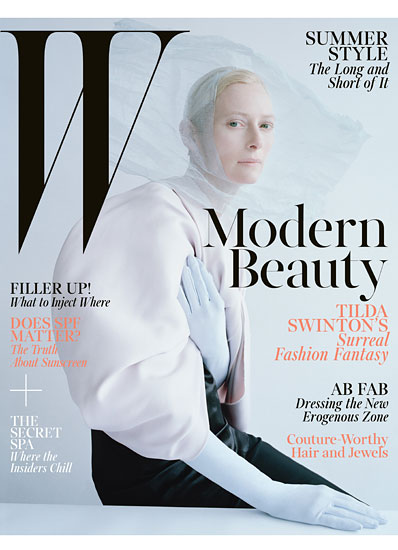 W
SUMMER
STYLE
The Long and
Short of It
Modern
Beauty
FILLER UP!
What to Inject Where
DOES SPF
MATTER?
The Truth
About Sunscreen
+
THE
SECRET
SPA
Where the
Insiders Chill
TILDA
SWINTON'S
Surreal
Fashion Fantasy
AB FAB
Dressing the New
Erogenous Zone
Couture-Worthy
Hair and Jewels